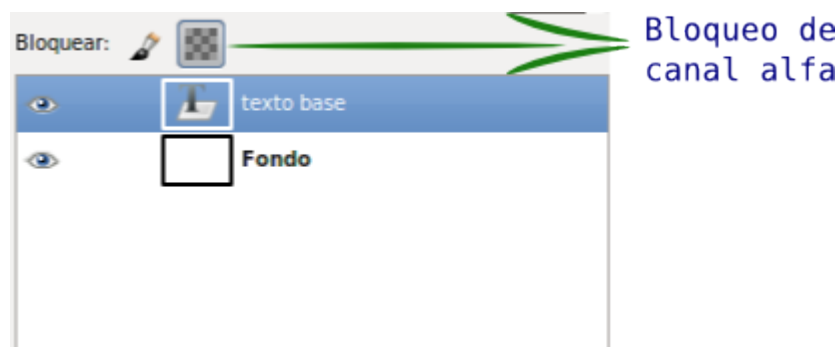 Bloquear:
Bloqueo de
canal alfa
texto base
Fondo